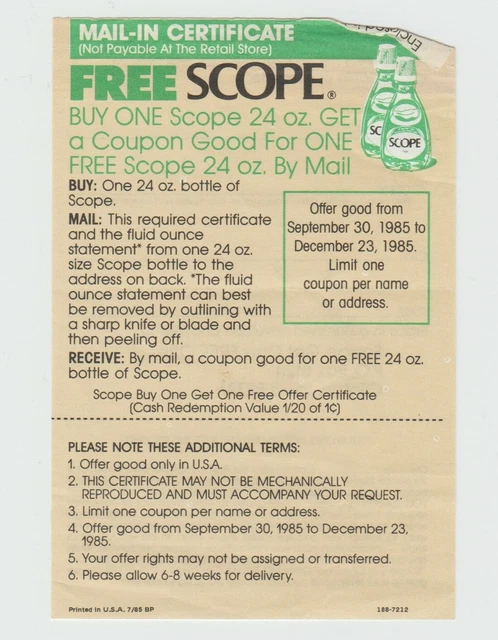 MAIL-IN CERTIFICATE
(Not Payable At The Retail Store)
Enclosed
FREE SCOPE®
BUY ONE Scope 24 oz. GET
a Coupon Good For ONE
FREE Scope 24 oz. By Mail
SC
SCOPE
BUY: One 24 oz. bottle of
Scope.
MAIL: This required certificate
and the fluid ounce
statement* from one 24 oz.
size Scope bottle to the
address on back. *The fluid
ounce statement can best
be removed by outlining with
a sharp knife or blade and
then peeling off.
Offer good from
September 30, 1985 to
December 23, 1985.
Limit one
coupon per name
or address.
RECEIVE: By mail, a coupon good for one FREE 24 oz.
bottle of Scope.
Scope Buy One Get One Free Offer Certificate
(Cash Redemption Value 1/20 of 1¢)
PLEASE NOTE THESE ADDITIONAL TERMS:
1. Offer good only in U.S.A.
2. THIS CERTIFICATE MAY NOT BE MECHANICALLY
REPRODUCED AND MUST ACCOMPANY YOUR REQUEST.
3. Limit one coupon per name or address.
4. Offer good from September 30, 1985 to December 23,
1985.
5. Your offer rights may not be assigned or transferred.
6. Please allow 6-8 weeks for delivery.
Printed in U.S.A. 7/85 BP
188-7212